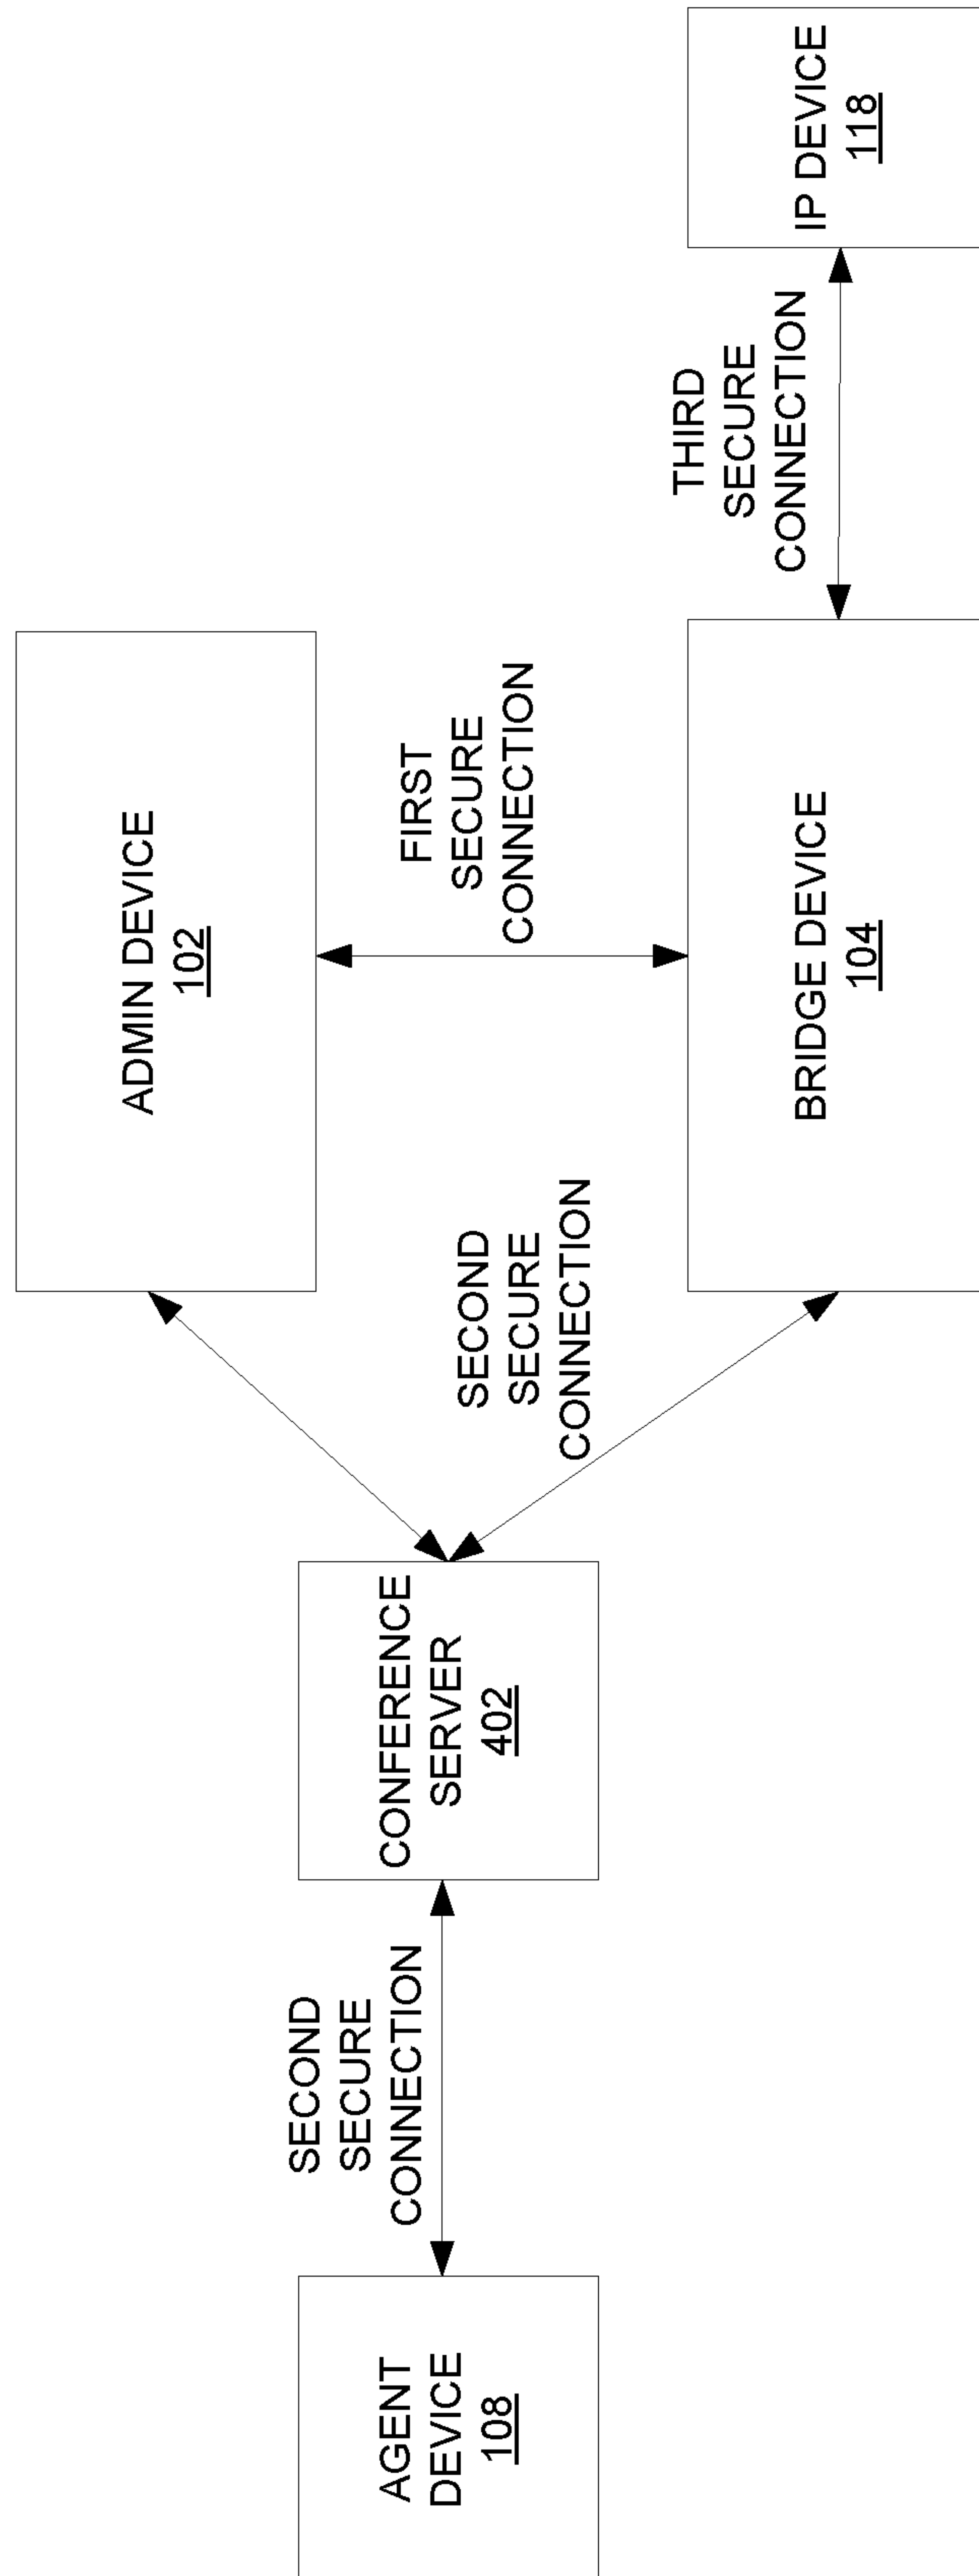 ADMIN DEVICE
102
FIRST
SECURE
CONNECTION
SECOND
SECURE
CONNECTION
AGENT
DEVICE
108
SECOND
SECURE
CONNECTION
CONFERENCE
SERVER
402
BRIDGE DEVICE
104
THIRD
SECURE
CONNECTION
IP DEVICE
118